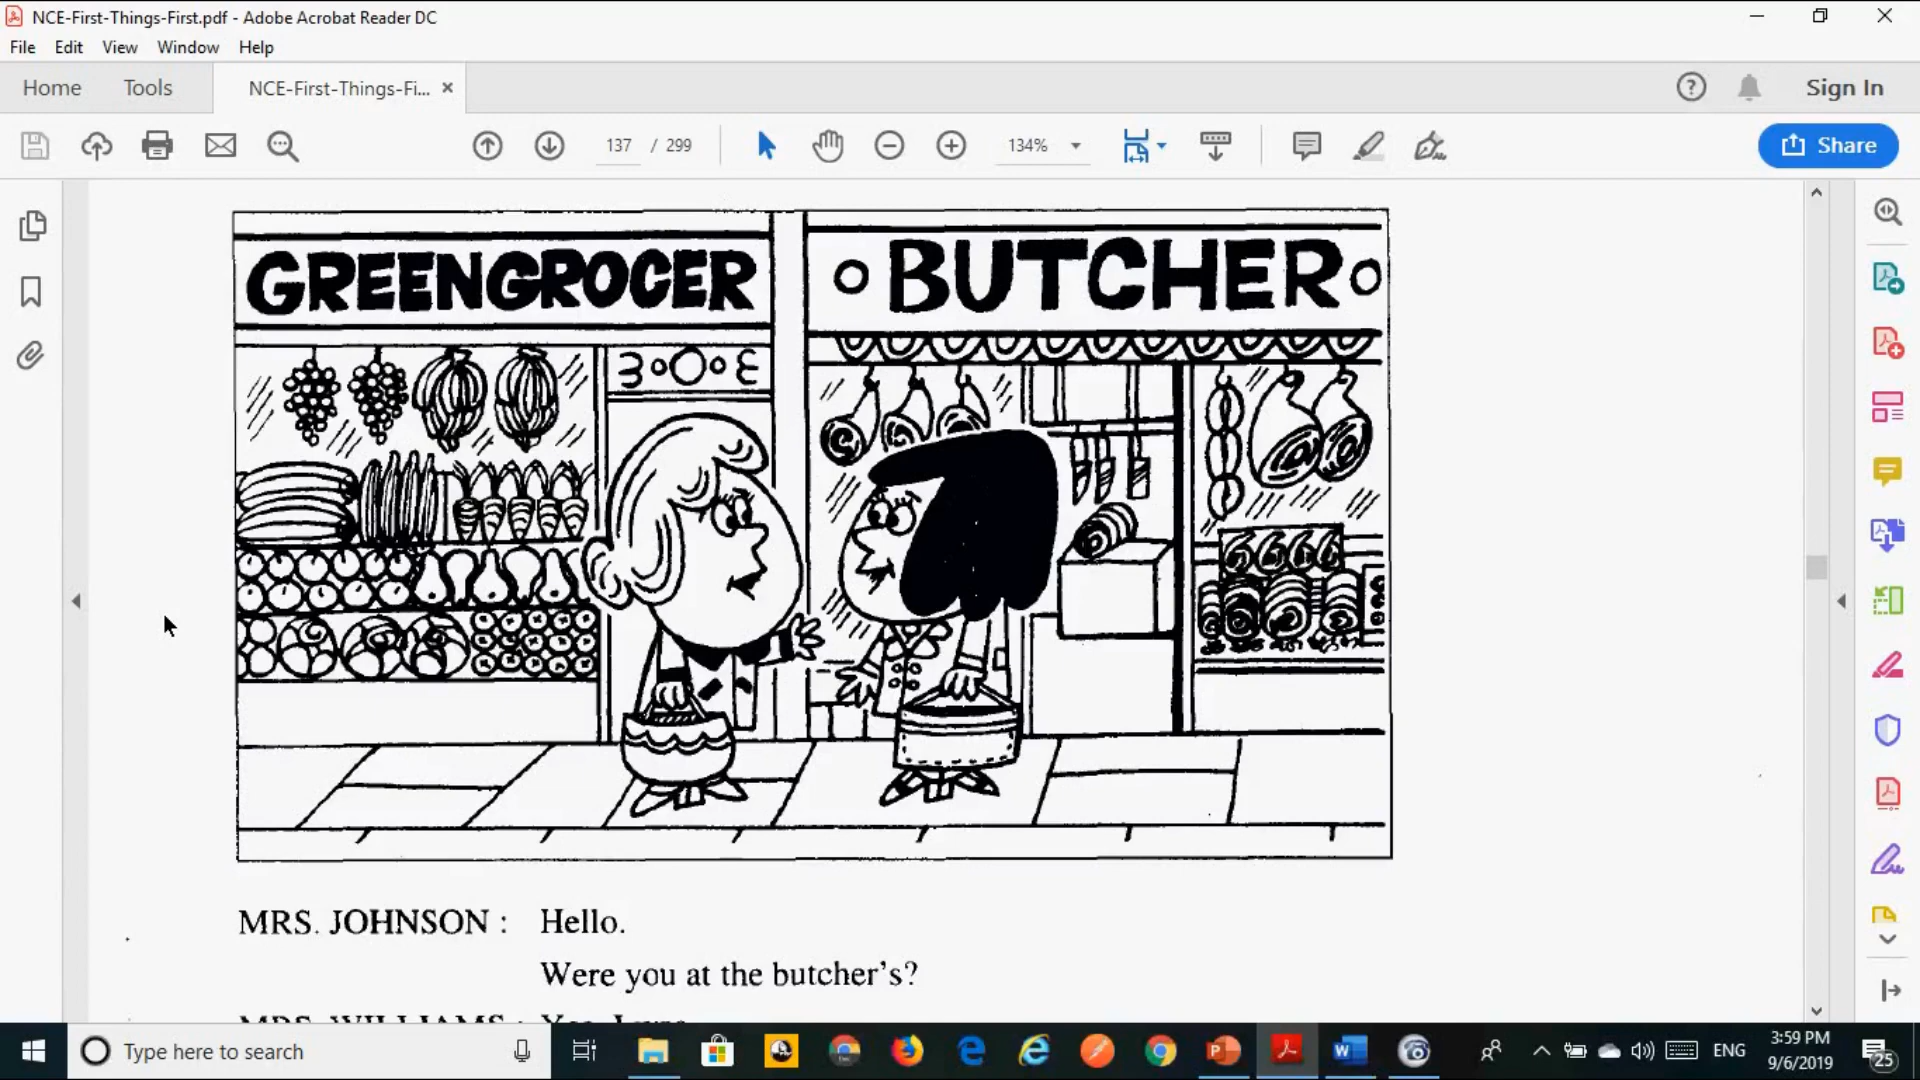 NCE-First-Things-First.pdf - Adobe Acrobat Reader DC
File Edit View Window Help
Home Tools NCE-First-Things-Fi... × Sign In
137 / 299 134% Share
GREENGROCER BUTCHER
MRS. JOHNSON : Hello.
Were you at the butcher's?
Type here to search ENG 3:59 PM
9/6/2019 25